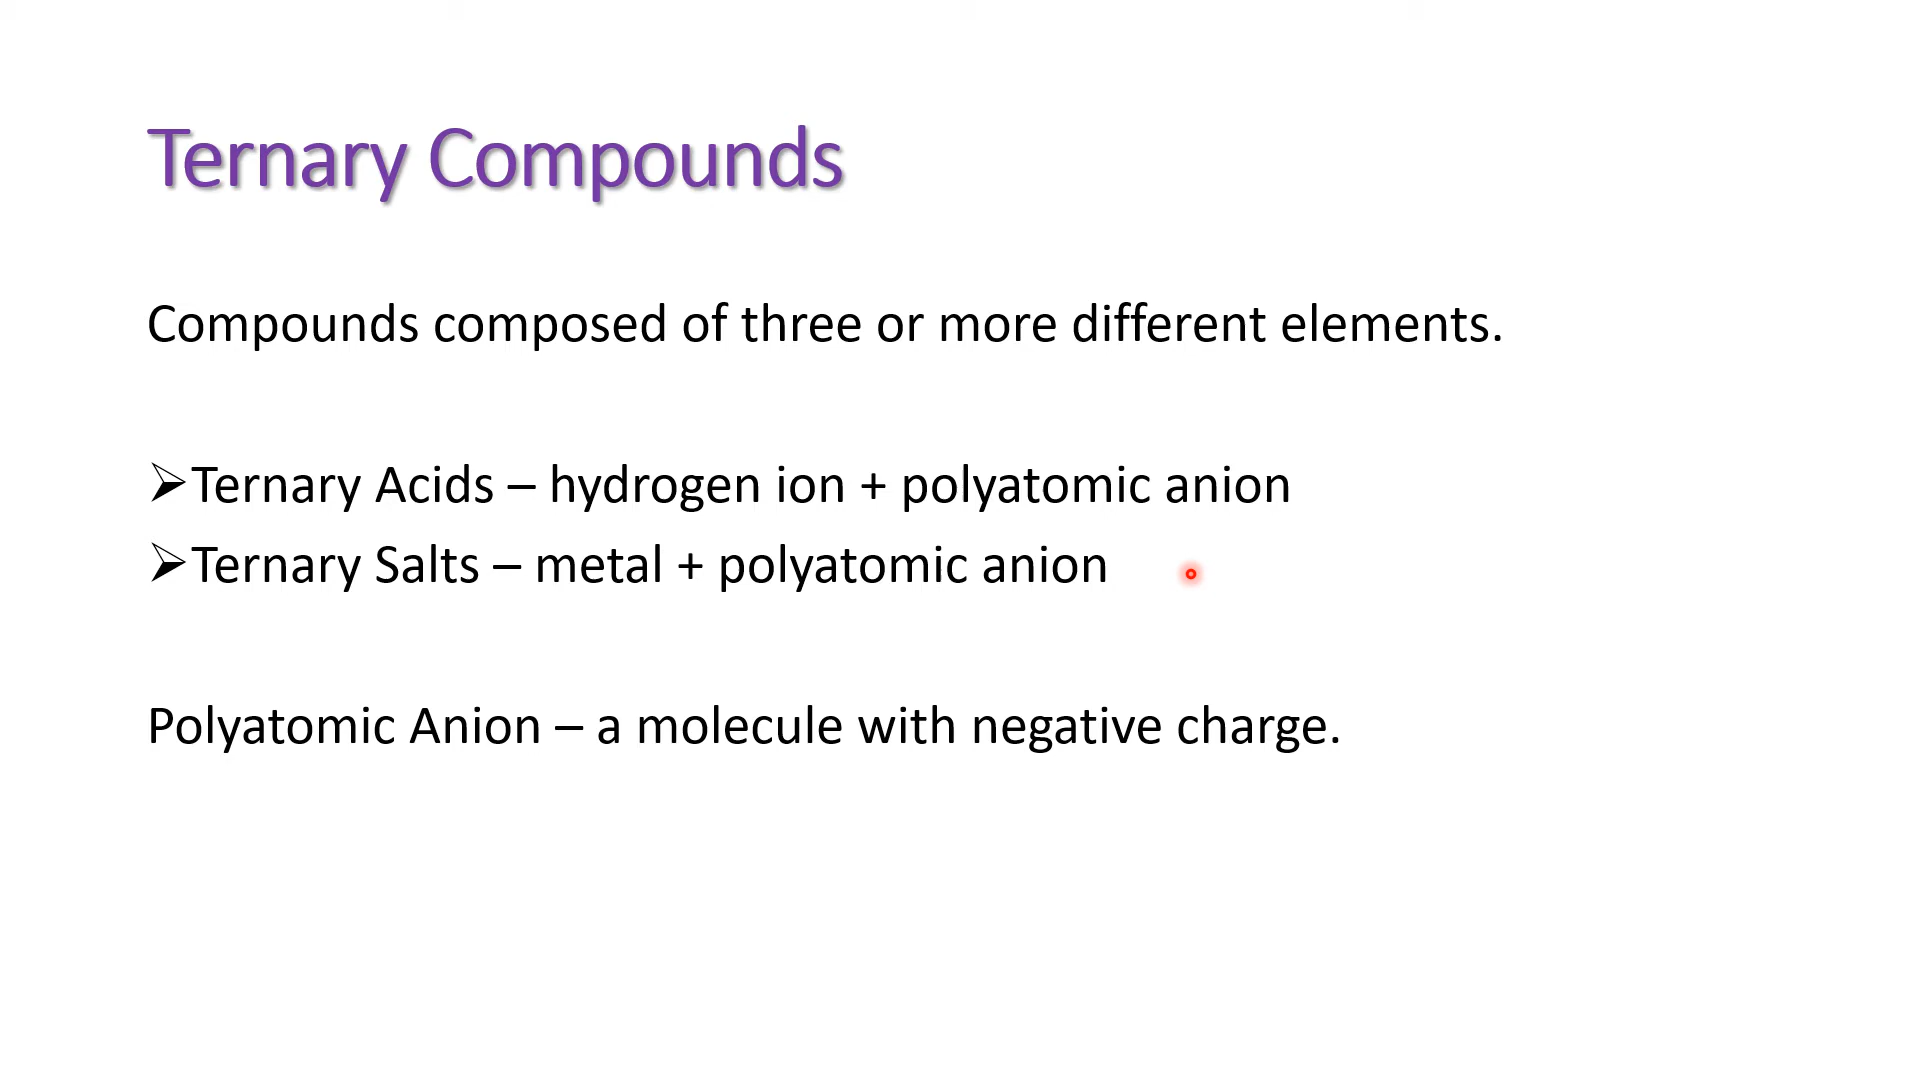 Ternary Compounds
Compounds composed of three or more different elements.
➢Ternary Acids – hydrogen ion + polyatomic anion
➢Ternary Salts – metal + polyatomic anion
Polyatomic Anion – a molecule with negative charge.